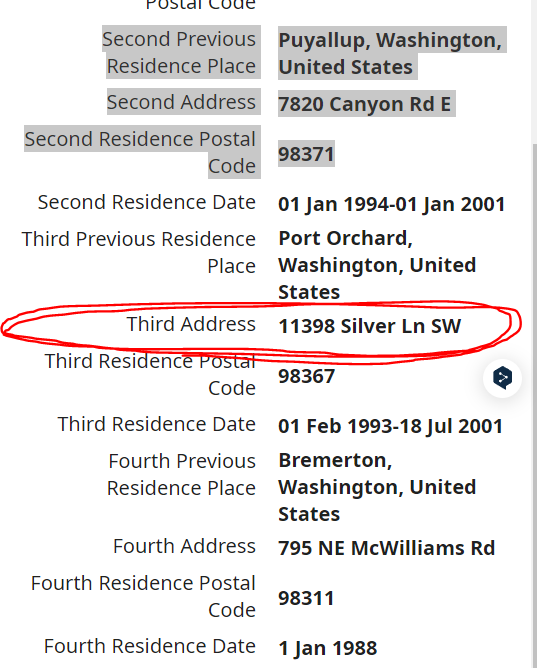 Postal Code
Second Previous Residence Place
Puyallup, Washington, United States
Second Address 7820 Canyon Rd E
Second Residence Postal Code
98371
Second Residence Date 01 Jan 1994-01 Jan 2001
Third Previous Residence Place
Port Orchard, Washington, United States
Third Address 11398 Silver Ln SW
Third Residence Postal Code
98367
Third Residence Date 01 Feb 1993-18 Jul 2001
Fourth Previous Residence Place
Bremerton, Washington, United States
Fourth Address 795 NE McWilliams Rd
Fourth Residence Postal Code
98311
Fourth Residence Date 1 Jan 1988